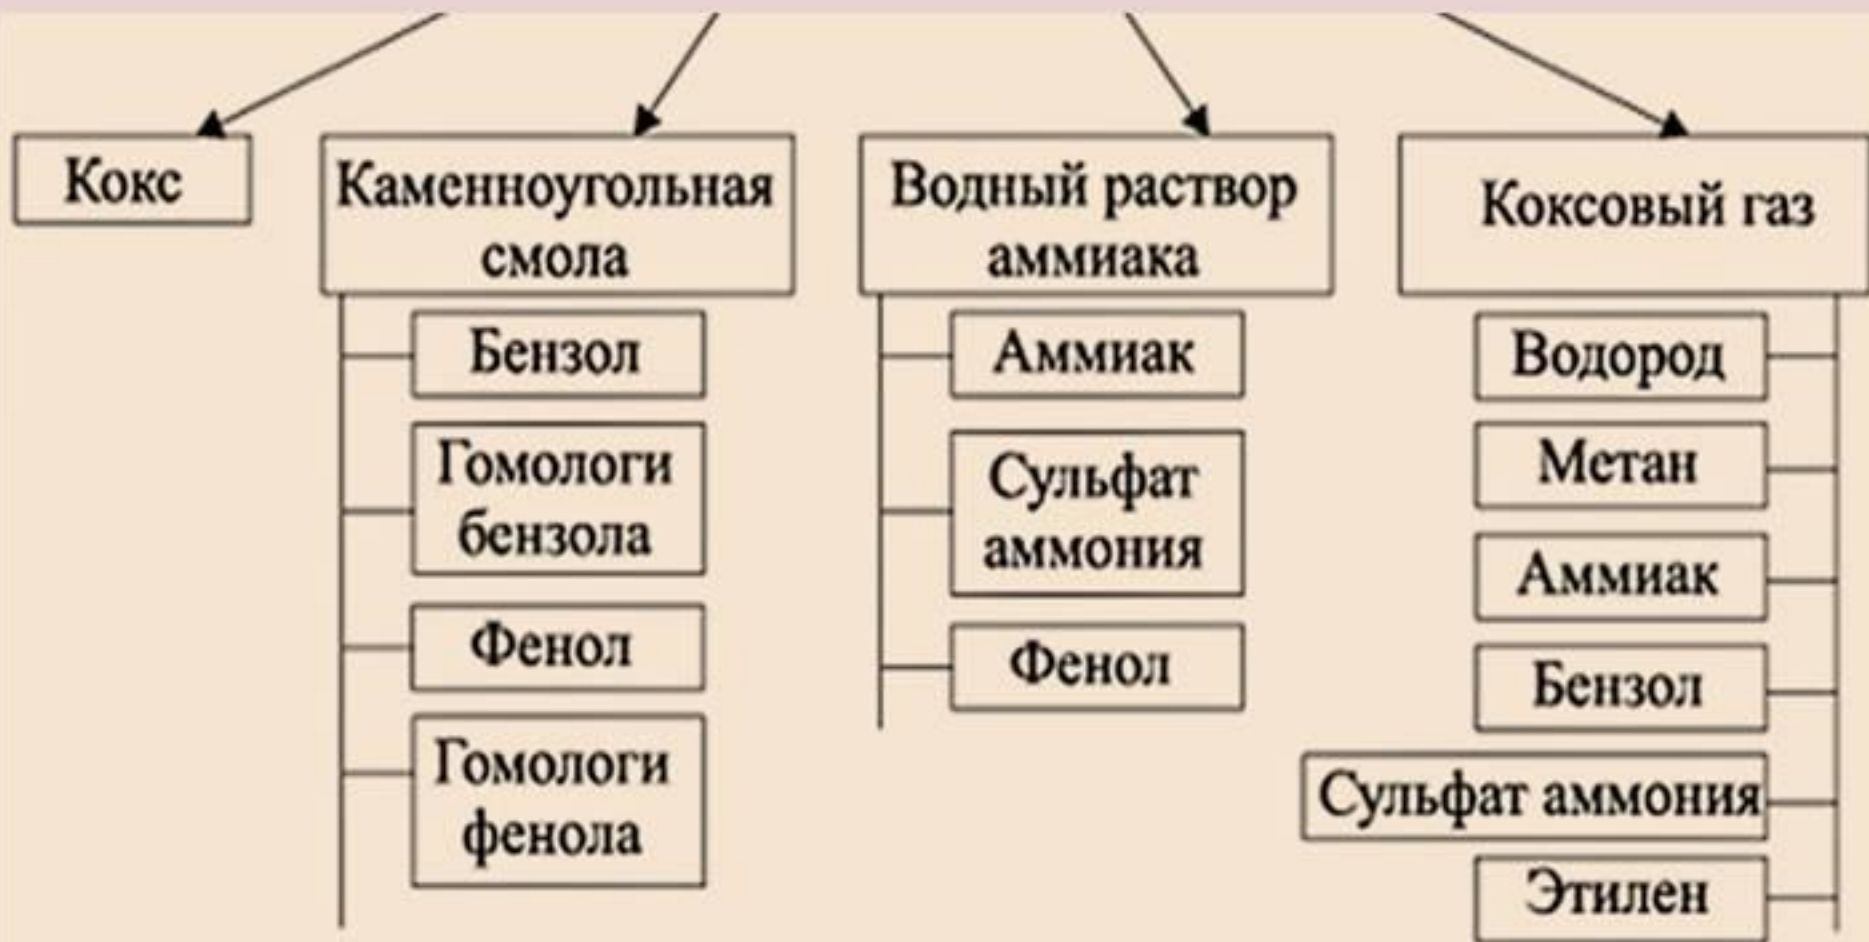 Кокс
Каменноугольная
смола
Бензол
Гомологи
бензола
Фенол
Гомологи
фенола
Водный раствор
аммиака
Аммиак
Сульфат
аммония
Фенол
Коксовый газ
Водород
Метан
Аммиак
Бензол
Сульфат аммония
Этилен